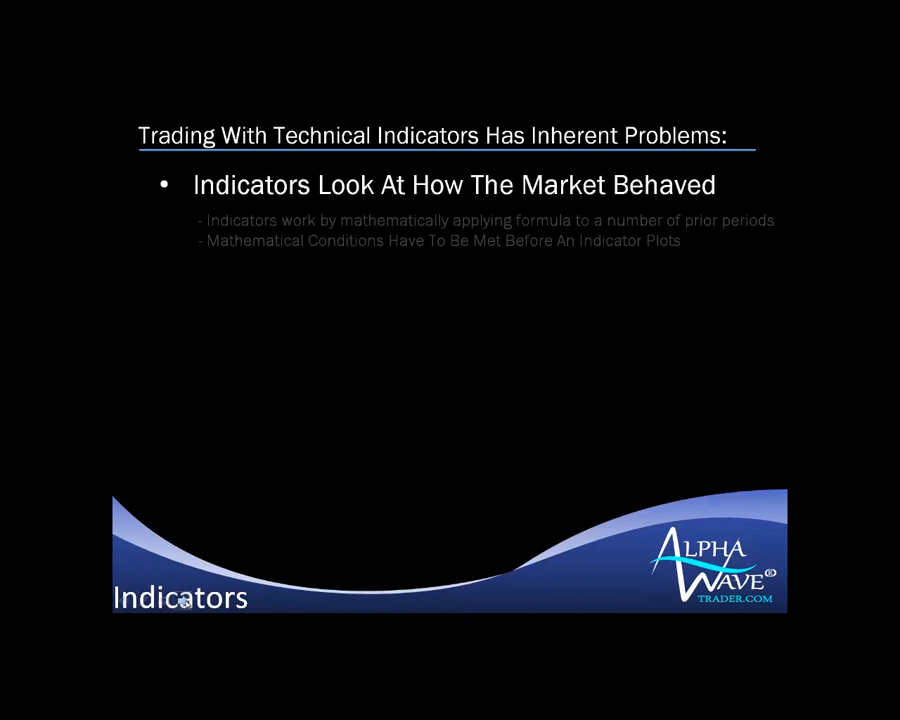 Trading With Technical Indicators Has Inherent Problems:
• Indicators Look At How The Market Behaved
- Indicators work by mathematically applying formula to a number of prior periods
- Mathematical Conditions Have To Be Met Before An Indicator Plots
Indicators
ALPHA
WAVE®
TRADER.COM